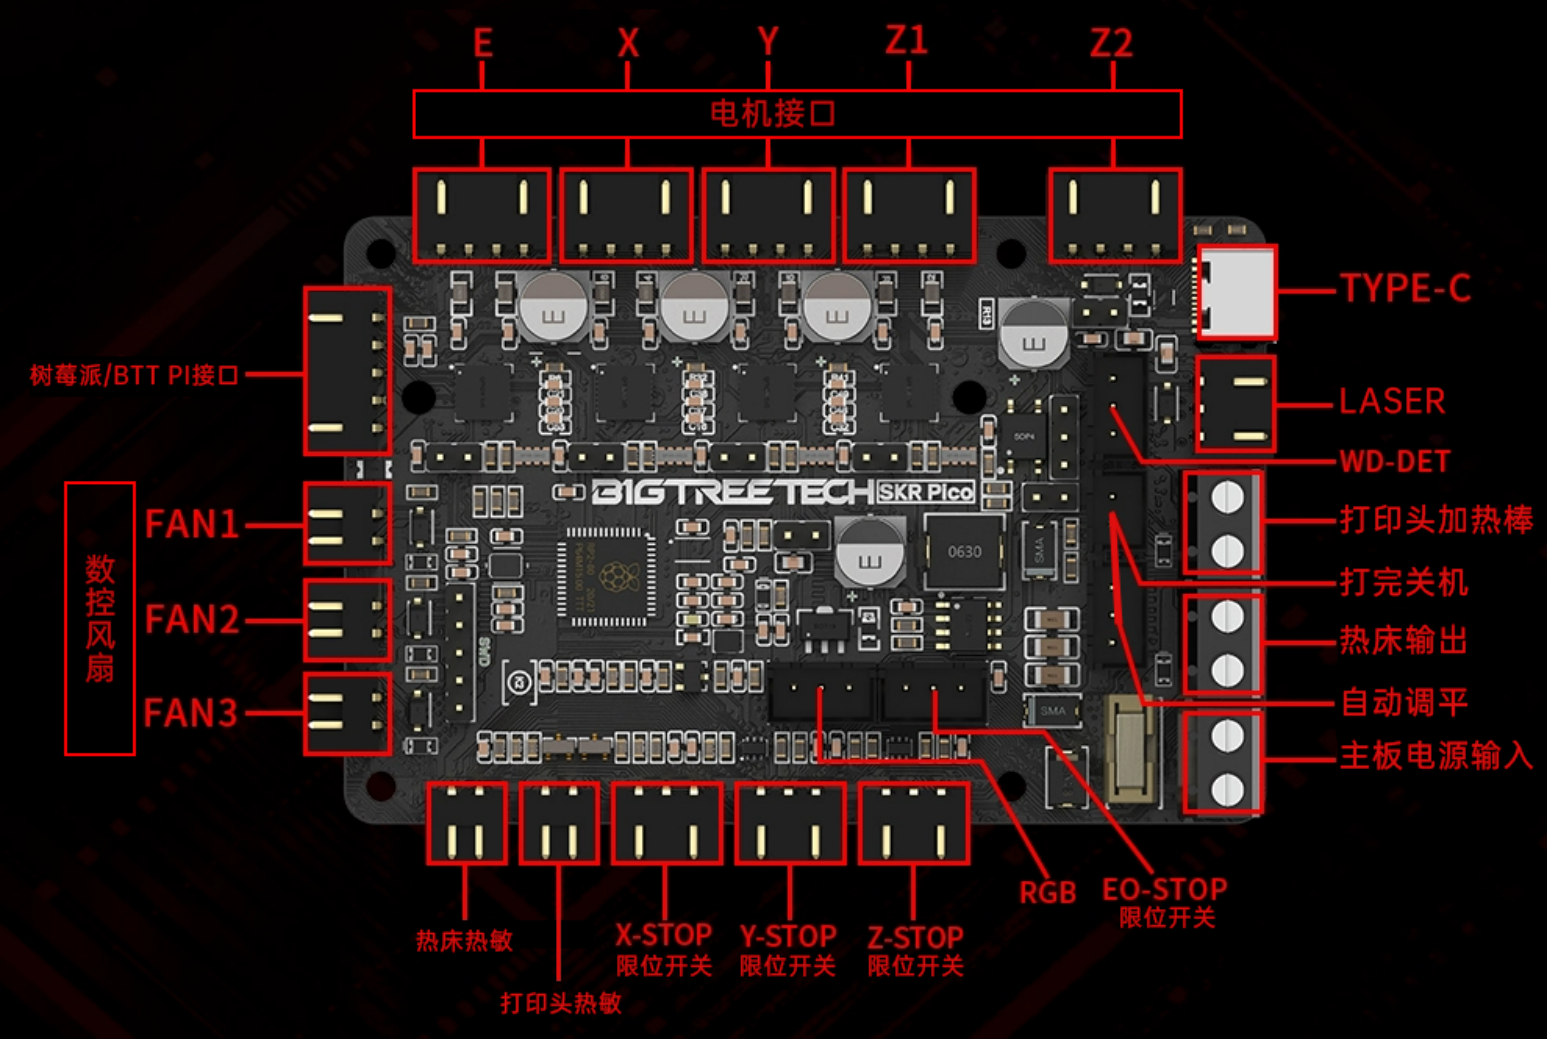 E
X
Y
Z1
Z2
电机接口
TYPE-C
树莓派/BTT PI接口
LASER
WD-DET
BIGTREETECH SKR Pico
FAN1
打印头加热棒
0630
SMA
数控风扇
打完关机
FAN2
热床输出
SWD
FAN3
自动调平
SMA
主板电源输入
RGB
EO-STOP
限位开关
热床热敏
X-STOP
限位开关
Y-STOP
限位开关
Z-STOP
限位开关
打印头热敏